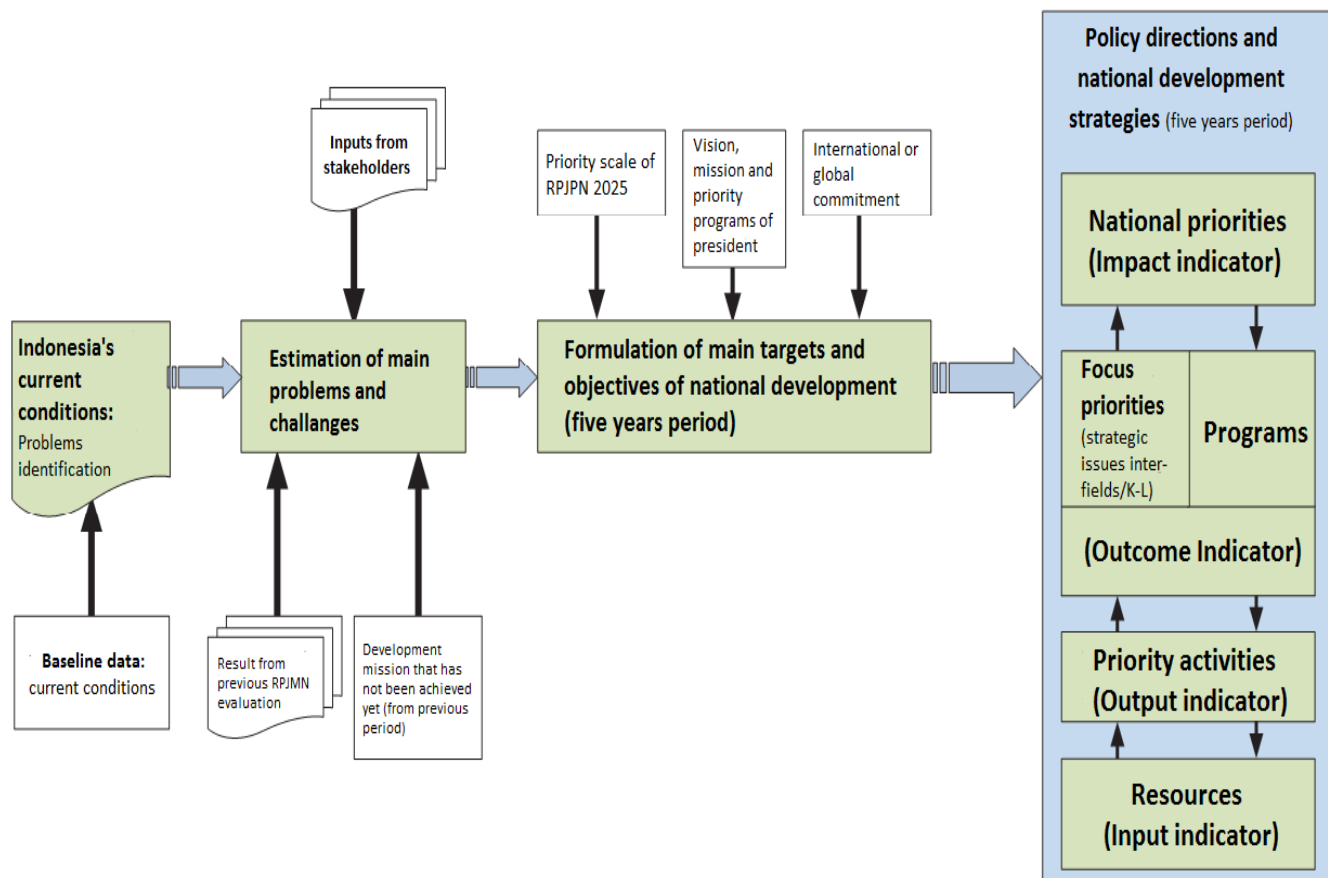 Inputs from
stakeholders
Priority scale of
RPJPN 2025
Vision,
mission and
priority
programs of
president
International or
global
commitment
Indonesia's
current
conditions:
Problems
identification
Estimation of main
problems and
challanges
Formulation of main targets and
objectives of national development
(five years period)
Baseline data:
current conditions
Result from
previous RPJMN
evaluation
Development
mission that has
not been achieved
yet (from previous
period)
Policy directions and
national development
strategies (five years period)
National priorities
(Impact indicator)
Focus
priorities
(strategic
issues inter-
fields/K-L)
Programs
(Outcome Indicator)
Priority activities
(Output indicator)
Resources
(Input indicator)